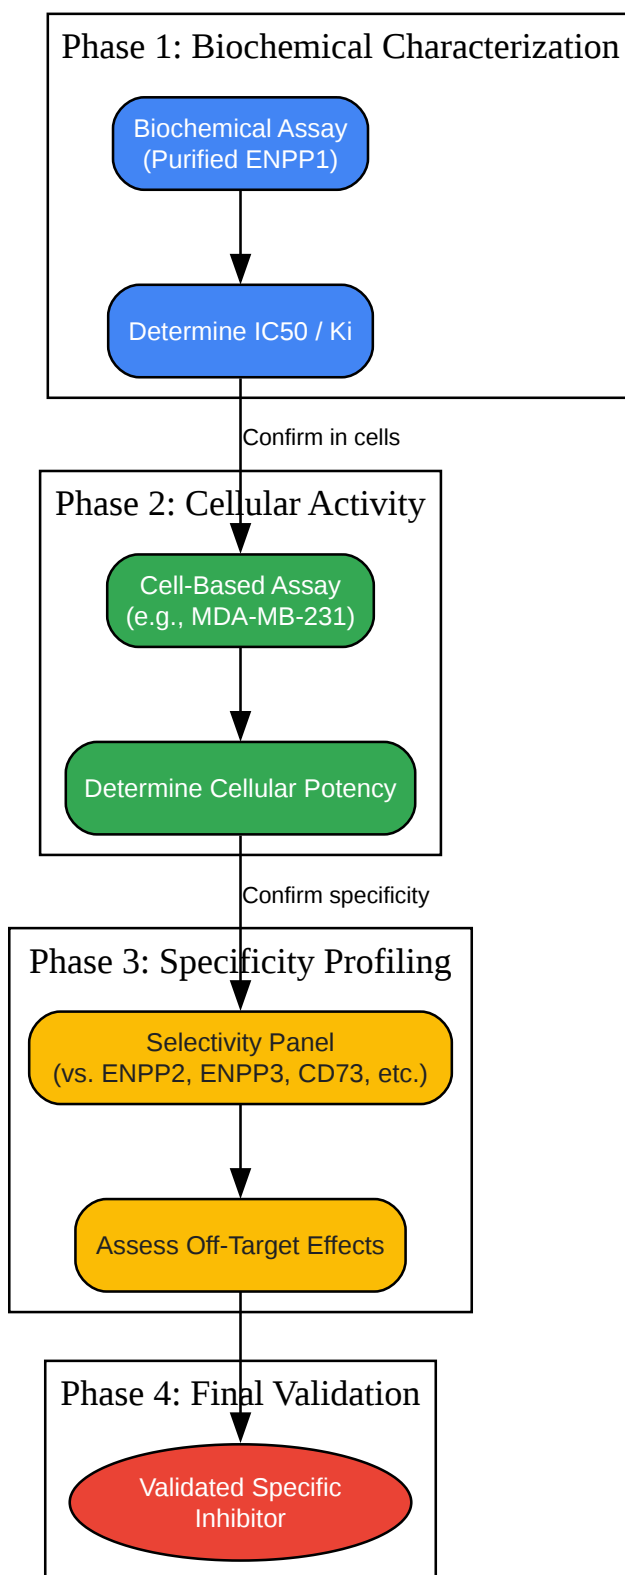 Phase 1: Biochemical Characterization
Biochemical Assay
(Purified ENPP1)
Determine IC50 / Ki
Confirm in cells
Phase 2: Cellular Activity
Cell-Based Assay
(e.g., MDA-MB-231)
Determine Cellular Potency
Confirm specificity
Phase 3: Specificity Profiling
Selectivity Panel
(vs. ENPP2, ENPP3, CD73, etc.)
Assess Off-Target Effects
Phase 4: Final Validation
Validated Specific
Inhibitor